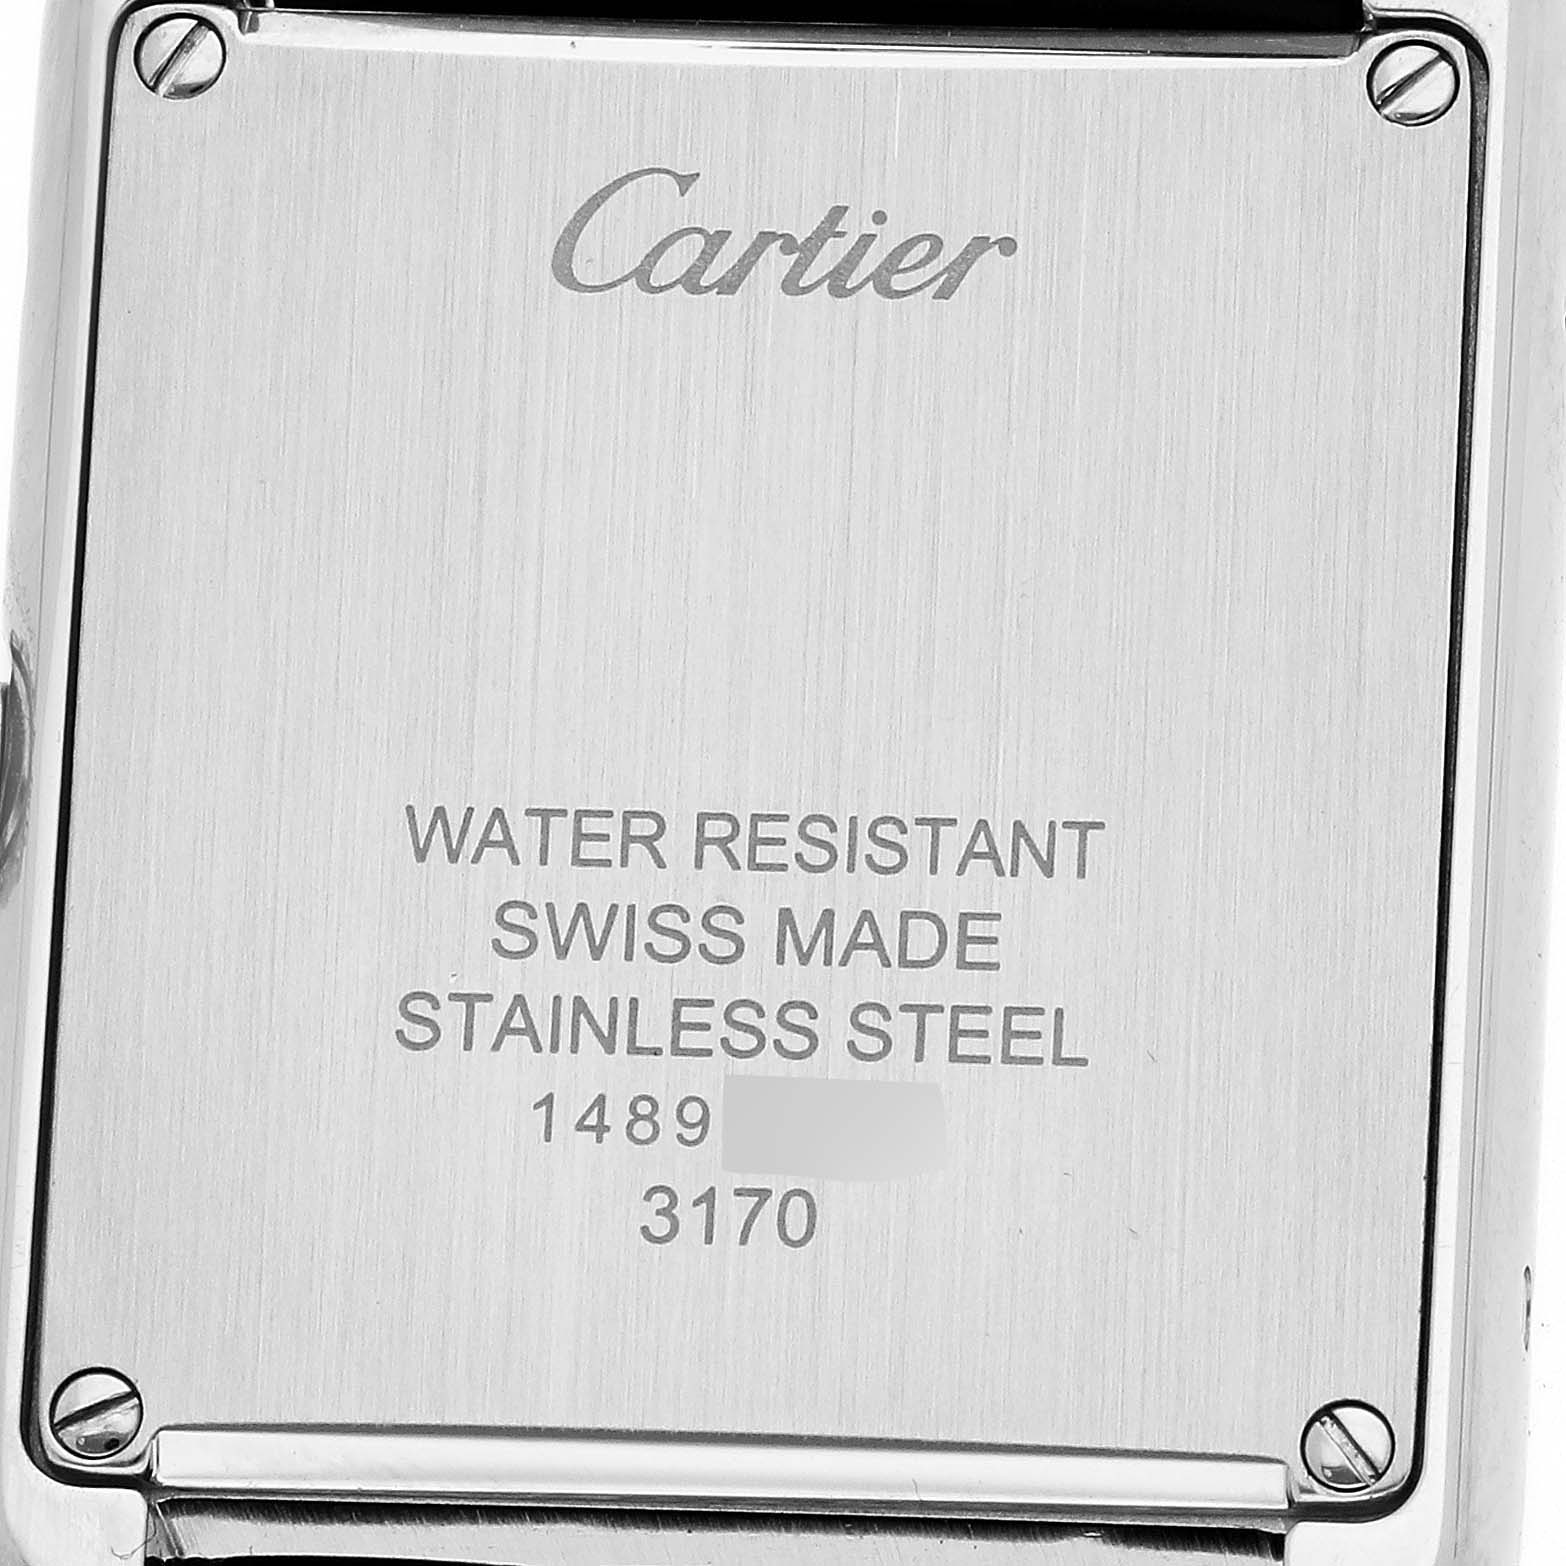 Cartier
WATER RESISTANT
SWISS MADE
STAINLESS STEEL
1489
3170